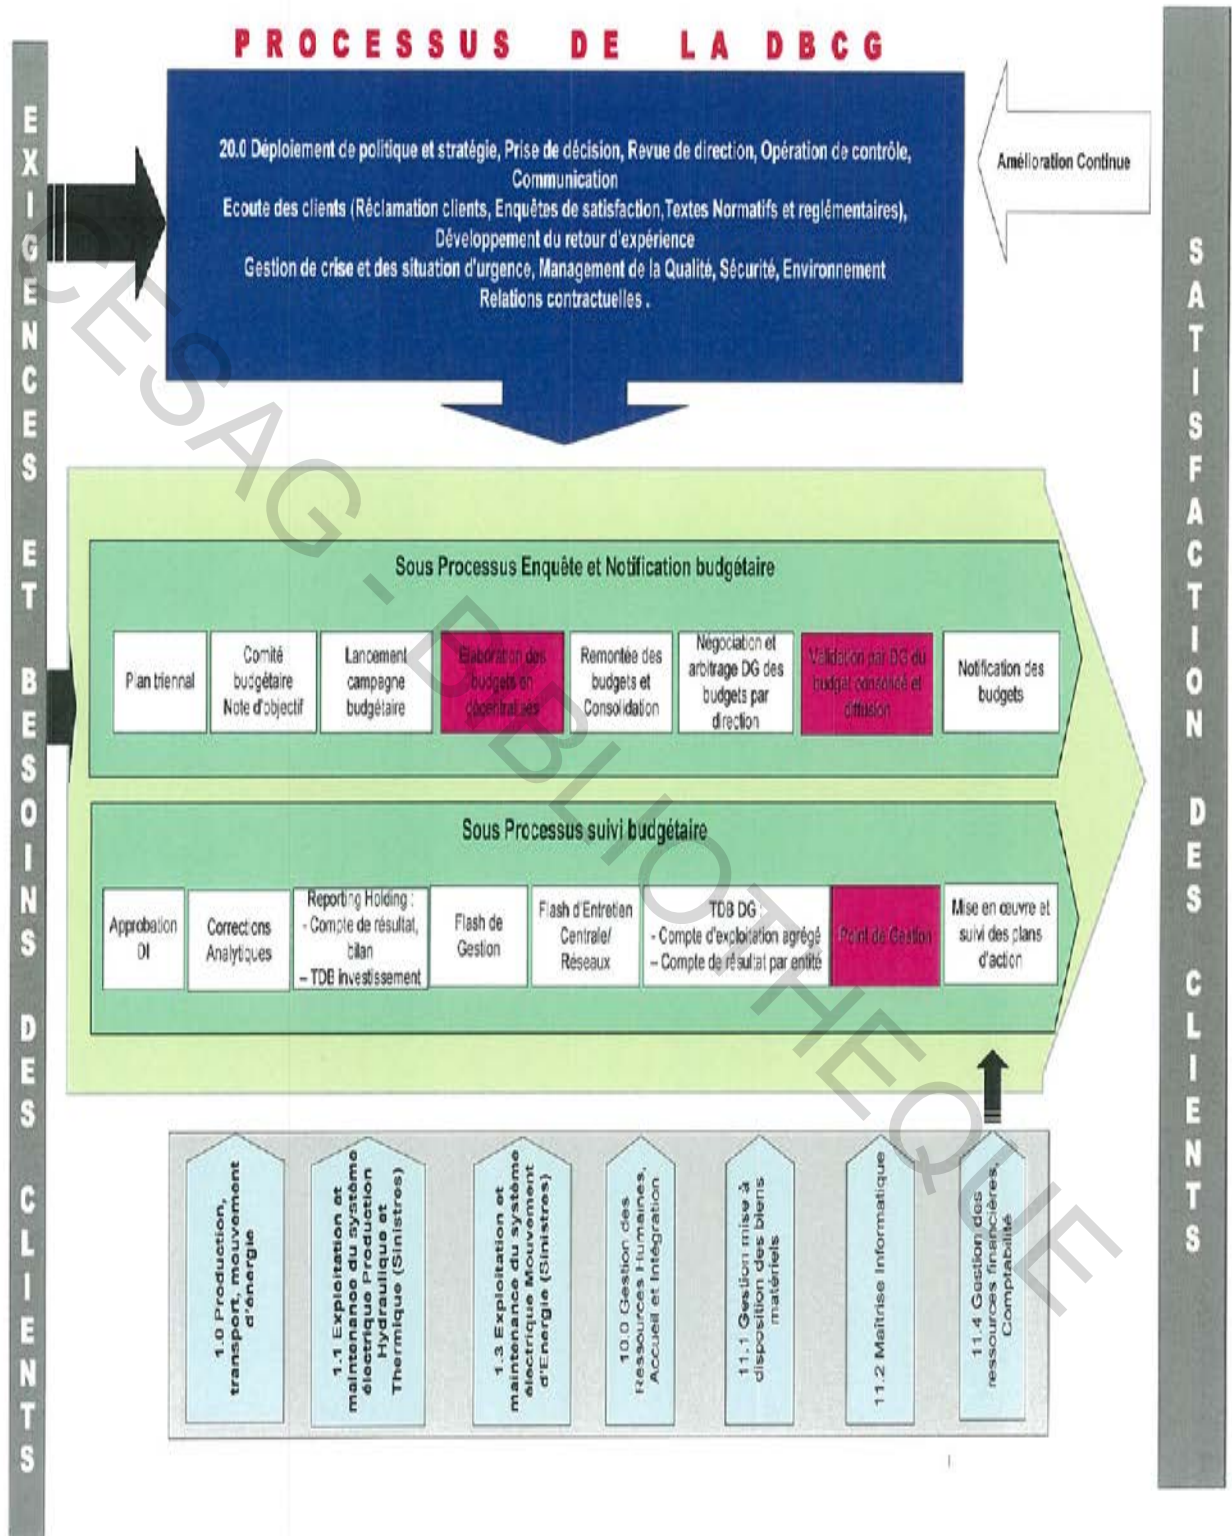 PROCESSUS DE LA DBCG
EXIGENCES ET BESOINS DES CLIENTS
20.0 Déploiement de politique et stratégie, Prise de décision, Revue de direction, Opération de contrôle,
Communication
Ecoute des clients (Réclamation clients, Enquêtes de satisfaction,Textes Normatifs et reglémentaires),
Développement du retour d'expérience
Gestion de crise et des situation d'urgence, Management de la Qualité, Sécurité, Environnement
Relations contractuelles .
Amélioration Continue
SATISFACTION DES CLIENTS
Sous Processus Enquête et Notification budgétaire
Plan triennal
Comité
budgétaire
Note d'objectif
Lancement
campagne
budgétaire
Elaboration des
budgets en
décentralisés
Remontée des
budgets et
Consolidation
Négociation et
arbitrage DG des
budgets par
direction
Validation par DG du
budget consolidé et
diffusion
Notification des
budgets
Sous Processus suivi budgétaire
Approbation
DI
Corrections
Analytiques
Reporting Holding :
- Compte de résultat,
bilan
– TDB investissement
Flash de
Gestion
Flash d'Entretien
Centrale/
Réseaux
TDB DG :
- Compte d'exploitation agrégé
– Compte de résultat par entité
Point de Gestion
Mise en œuvre et
suivi des plans
d'action
1.0 Production,
transport, mouvement
d'énergie
1.1 Exploitation et
maintenance du système
électrique Production
Hydraulique et
Thermique (Sinistres)
1.3 Exploitation et
maintenance du système
électrique Mouvement
d'Energie (Sinistres)
10.0 Gestion des
Ressources Humaines,
Accueil et Intégration
11.1 Gestion mise à
disposition des biens
matériels
11.2 Maîtrise Informatique
11.4 Gestion des
ressources financières,
Comptabilité
CESAG - BIBLIOTHEQUE